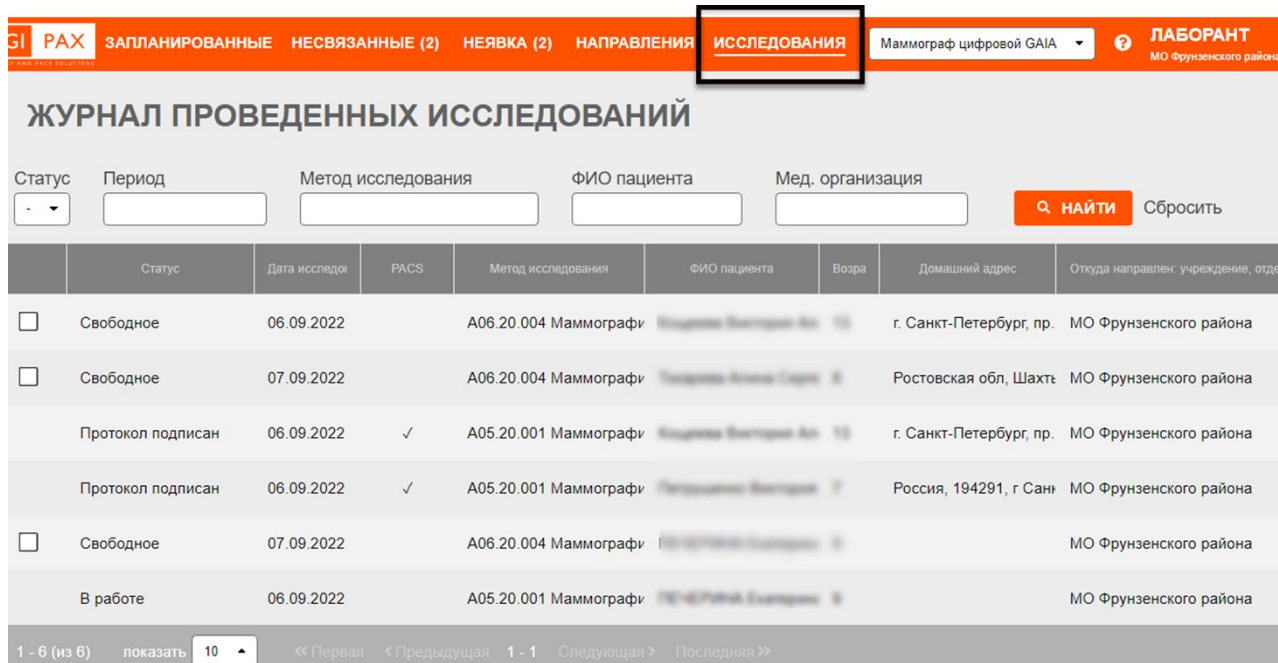 GI PAX ЗАПЛАНИРОВАННЫЕ НЕСВЯЗАННЫЕ (2) НЕЯВКА (2) НАПРАВЛЕНИЯ ИССЛЕДОВАНИЯ Маммограф цифровой GAIA ? ЛАБОРАНТ
AND PACS SOLUTIONS МО Фрунзенского района
ЖУРНАЛ ПРОВЕДЕННЫХ ИССЛЕДОВАНИЙ
Статус Период Метод исследования ФИО пациента Мед. организация
- НАЙТИ Сбросить
Статус Дата исследов PACS Метод исследования ФИО пациента Возра Домашний адрес Откуда направлен: учреждение, отде
Свободное 06.09.2022 A06.20.004 Маммографи г. Санкт-Петербург, пр. МО Фрунзенского района
Свободное 07.09.2022 A06.20.004 Маммографи Ростовская обл, Шахты МО Фрунзенского района
Протокол подписан 06.09.2022 ✓ A05.20.001 Маммографи г. Санкт-Петербург, пр. МО Фрунзенского района
Протокол подписан 06.09.2022 ✓ A05.20.001 Маммографи Россия, 194291, г Санк МО Фрунзенского района
Свободное 07.09.2022 A06.20.004 Маммографи МО Фрунзенского района
В работе 06.09.2022 A05.20.001 Маммографи МО Фрунзенского района
1 - 6 (из 6) показать 10 « Первая < Предыдущая 1 - 1 Следующая > Последняя »